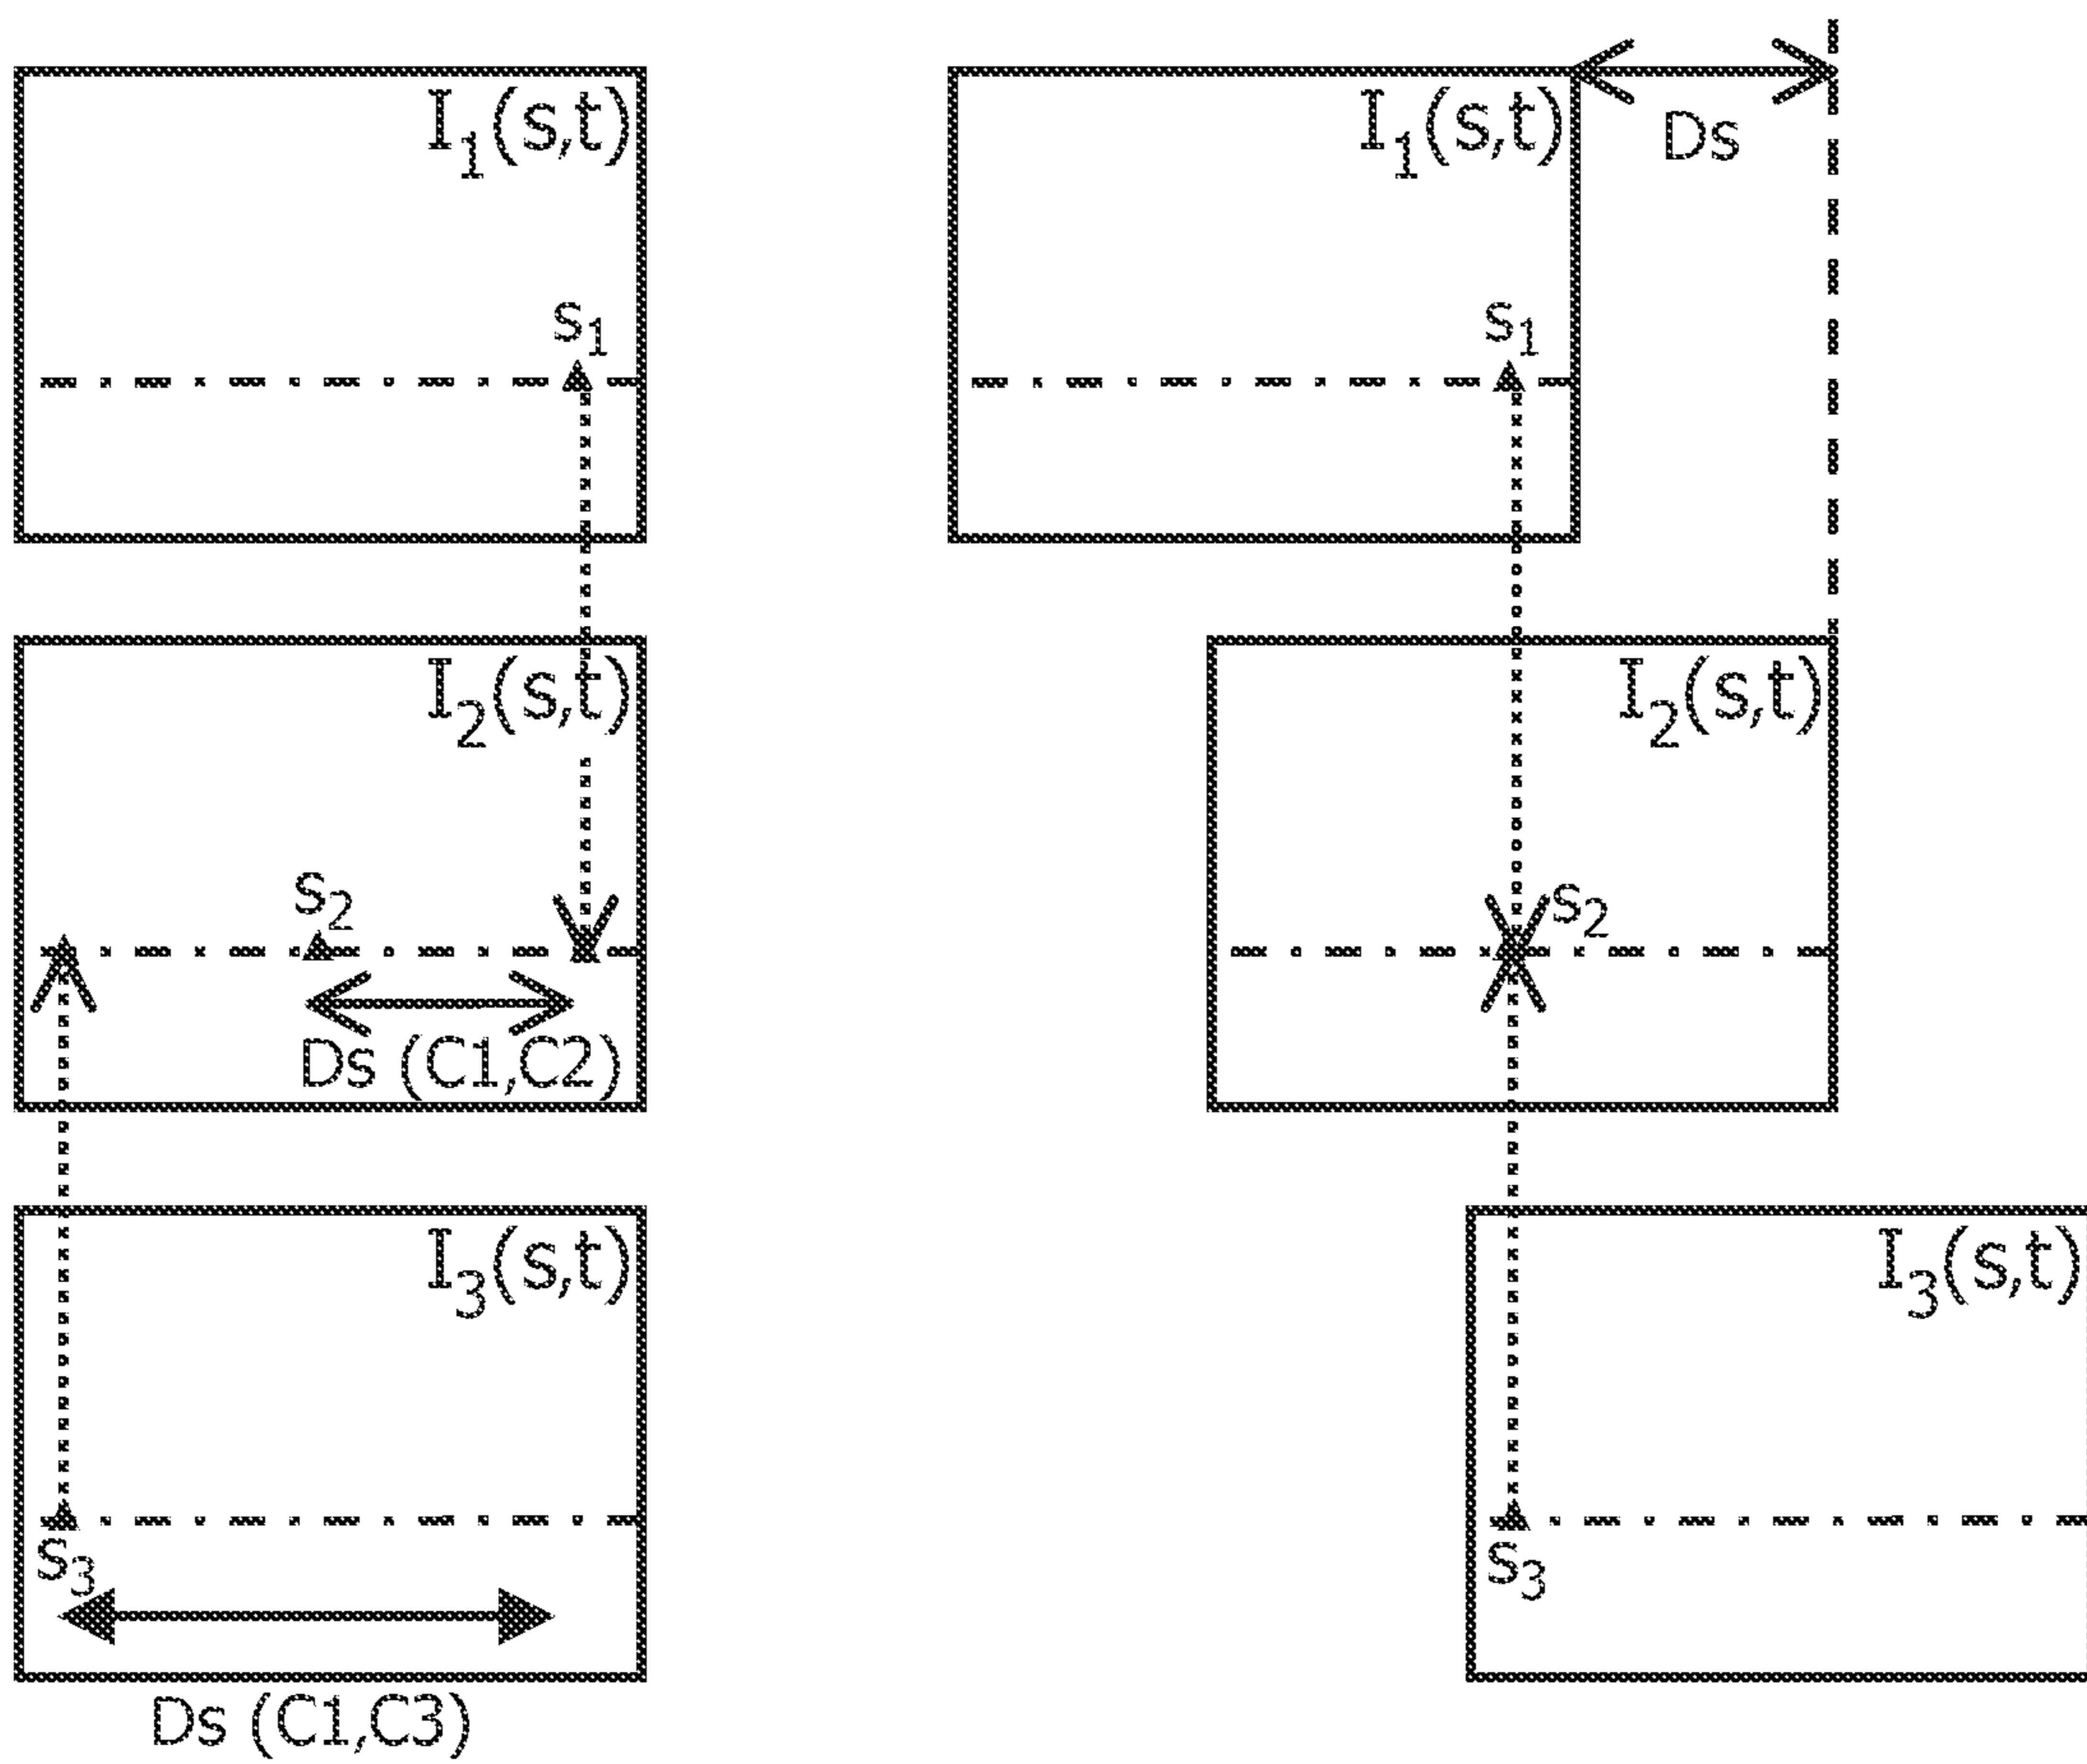 I₁(s,t)
I₁(s,t)
Ds
s₁
s₁
I₂(s,t)
I₂(s,t)
s₂
s₂
Ds (C1,C2)
I₃(s,t)
I₃(s,t)
s₃
s₃
Ds (C1,C3)